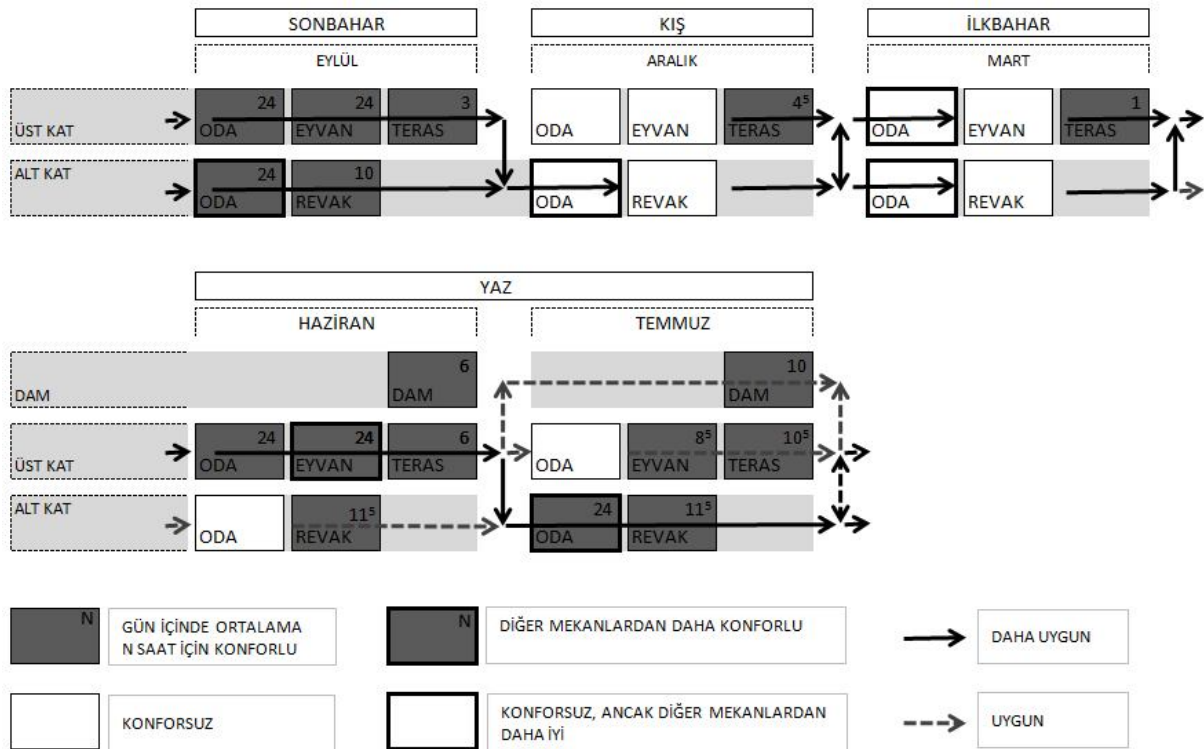 SONBAHAR KIŞ İLKBAHAR
EYLÜL ARALIK MART
24 24 3 4⁵ 1
ÜST KAT ODA EYVAN TERAS ODA EYVAN TERAS ODA EYVAN TERAS
ALT KAT 24 10
ODA REVAK ODA REVAK ODA REVAK
YAZ
HAZİRAN TEMMUZ
6 10
DAM DAM DAM
24 24 6 8⁵ 10⁵
ÜST KAT ODA EYVAN TERAS ODA EYVAN TERAS
ALT KAT 11⁵ 24 11⁵
ODA REVAK ODA REVAK
N GÜN İÇİNDE ORTALAMA
N SAAT İÇİN KONFORLU
N DİĞER MEKANLARDAN DAHA KONFORLU
DAHA UYGUN
KONFORSUZ
KONFORSUZ, ANCAK DİĞER MEKANLARDAN
DAHA İYİ
UYGUN